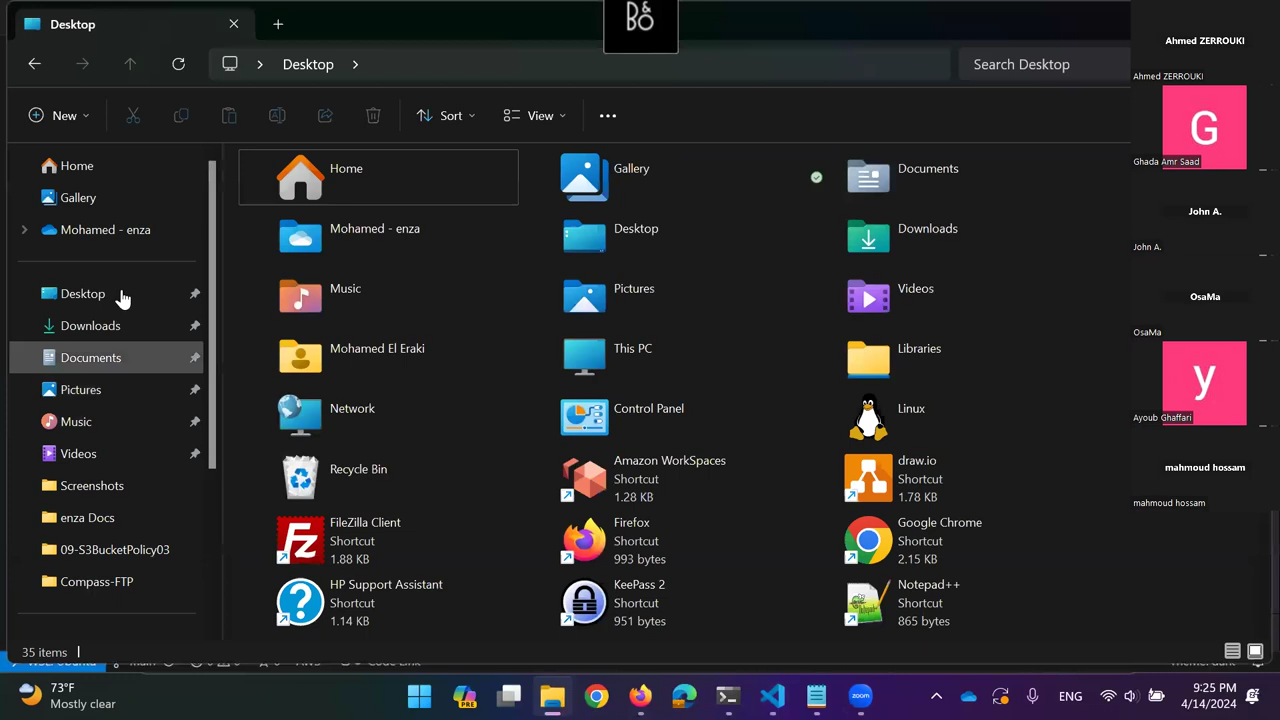 Desktop
B&O
Desktop
Search Desktop
New
Sort
View
Home
Gallery
Mohamed - enza
Desktop
Downloads
Documents
Pictures
Music
Videos
Screenshots
enza Docs
09-S3BucketPolicy03
Compass-FTP
Home
Gallery
Documents
Mohamed - enza
Desktop
Downloads
Music
Pictures
Videos
Mohamed El Eraki
This PC
Libraries
Network
Control Panel
Linux
Recycle Bin
Amazon WorkSpaces
Shortcut
1.28 KB
draw.io
Shortcut
1.78 KB
Fz
FileZilla Client
Shortcut
1.88 KB
Firefox
Shortcut
993 bytes
Google Chrome
Shortcut
2.15 KB
HP Support Assistant
Shortcut
1.14 KB
KeePass 2
Shortcut
951 bytes
Notepad++
Shortcut
865 bytes
35 items
Ahmed ZERROUKI
Ahmed ZERROUKI
G
Ghada Amr Saad
John A.
John A.
OsaMa
OsaMa
y
Ayoub Ghaffari
mahmoud hossam
mahmoud hossam
73°F
Mostly clear
PRE
zoom
ENG
9:25 PM
4/14/2024